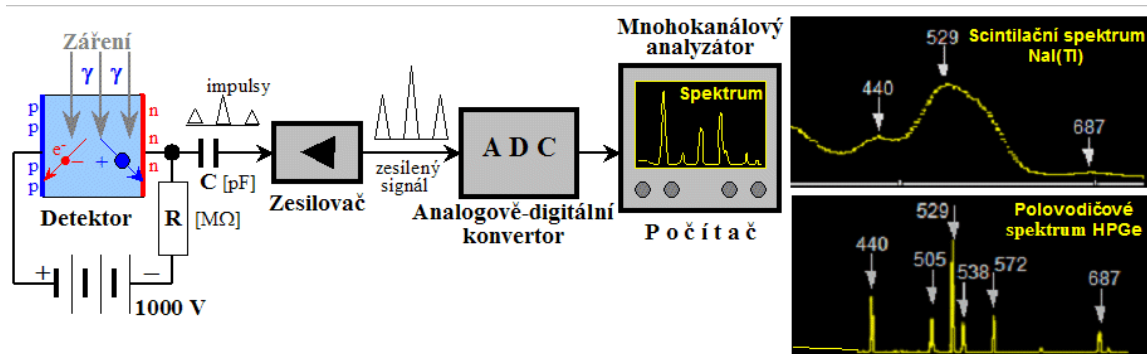 Záření
γ γ
p
p
p
p
n
n
n
n
e-
−
+
Detektor
+
−
1000 V
R
[MΩ]
C [pF]
impulsy
Zesilovač
zesílený
signál
A D C
Analogově-digitální
konvertor
Mnohokanálový
analyzátor
Spektrum
P o č í t a č
Scintilační spektrum
NaI(Tl)
440
529
687
Polovodičové
spektrum HPGe
440
505
529
538
572
687